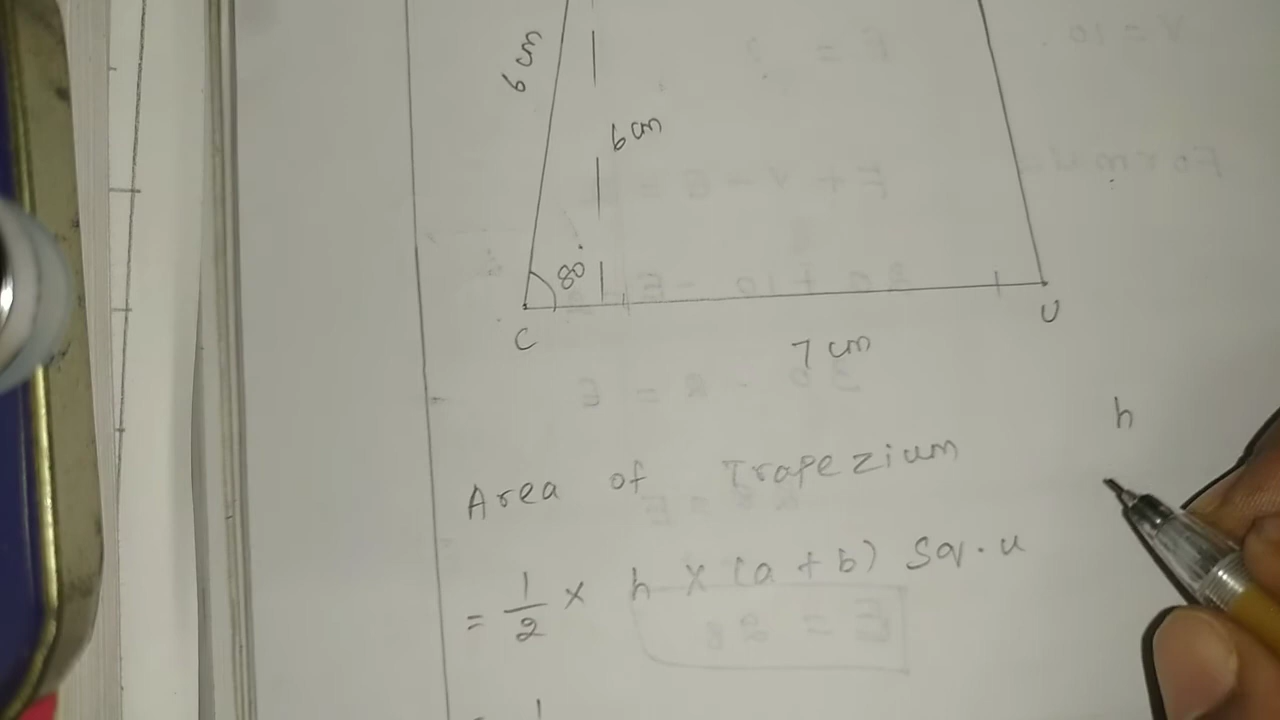 6 cm
6 cm
80°
C
U
7 cm
h
Area of Trapezium
= 1/2 × h × (a + b) sq.u